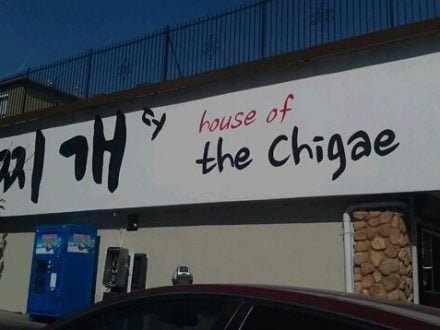 찌개
house of
the Chigae